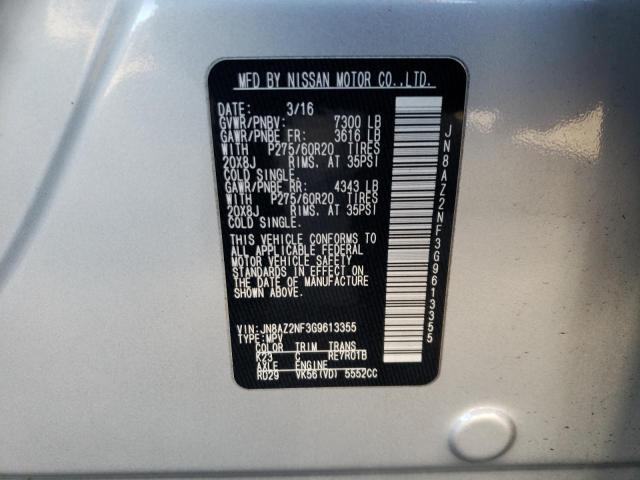 MFD BY NISSAN MOTOR CO.,LTD.
DATE: 3/16
GVWR/PNBV: 7300 LB
GAWR/PNBE FR: 3616 LB
WITH P275/60R20 TIRES
20X8J RIMS. AT 35PSI
COLD SINGLE.
GAWR/PNBE RR: 4343 LB
WITH P275/60R20 TIRES
20X8J RIMS. AT 35PSI
COLD SINGLE.
THIS VEHICLE CONFORMS TO
ALL APPLICABLE FEDERAL
MOTOR VEHICLE SAFETY
STANDARDS IN EFFECT ON
THE DATE OF MANUFACTURE
SHOWN ABOVE.
VIN: JN8AZ2NF3G9613355
TYPE: MPV
COLOR TRIM TRANS
K23 C RE7R01B
AXLE ENGINE
RD29 VK56(VD) 5552CC
JN8AZ2NF3G9613355